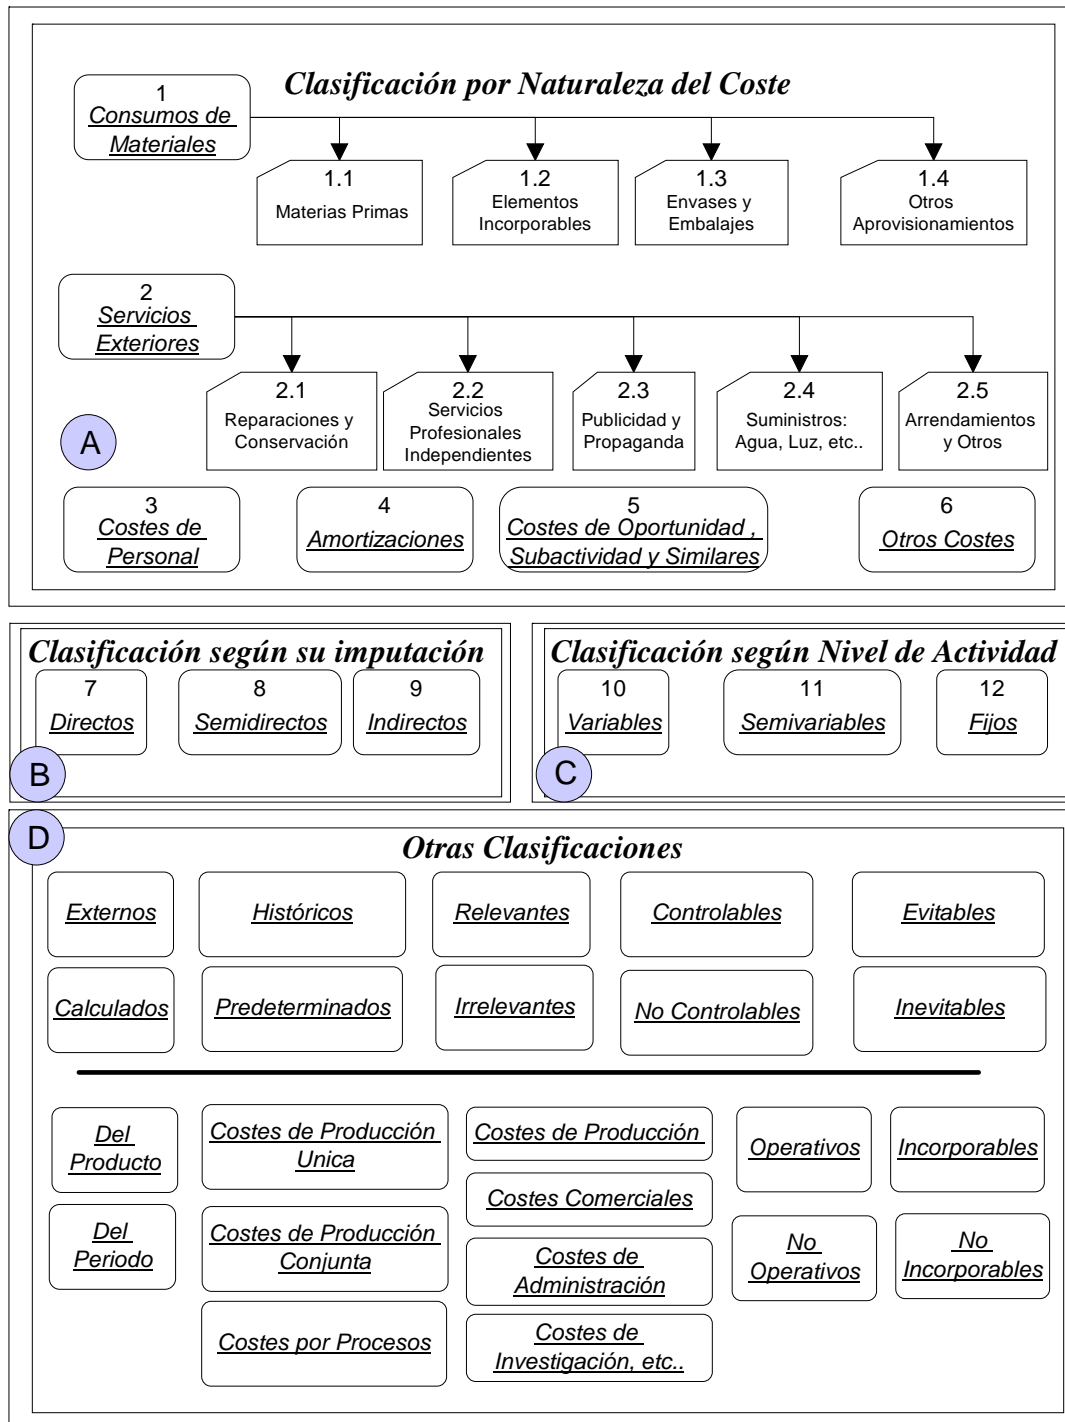 Clasificación por Naturaleza del Coste
1
Consumos de
Materiales
1.1
Materias Primas
1.2
Elementos
Incorporables
1.3
Envases y
Embalajes
1.4
Otros
Aprovisionamientos
2
Servicios
Exteriores
2.1
Reparaciones y
Conservación
2.2
Servicios
Profesionales
Independientes
2.3
Publicidad y
Propaganda
2.4
Suministros:
Agua, Luz, etc..
2.5
Arrendamientos
y Otros
A
3
Costes de
Personal
4
Amortizaciones
5
Costes de Oportunidad ,
Subactividad y Similares
6
Otros Costes
Clasificación según su imputación
7
Directos
8
Semidirectos
9
Indirectos
B
Clasificación según Nivel de Actividad
10
Variables
11
Semivariables
12
Fijos
C
D
Otras Clasificaciones
Externos
Históricos
Relevantes
Controlables
Evitables
Calculados
Predeterminados
Irrelevantes
No Controlables
Inevitables
Del
Producto
Costes de Producción
Unica
Costes de Producción
Operativos
Incorporables
Costes Comerciales
Del
Periodo
Costes de Producción
Conjunta
Costes de
Administración
No
Operativos
No
Incorporables
Costes por Procesos
Costes de
Investigación, etc..